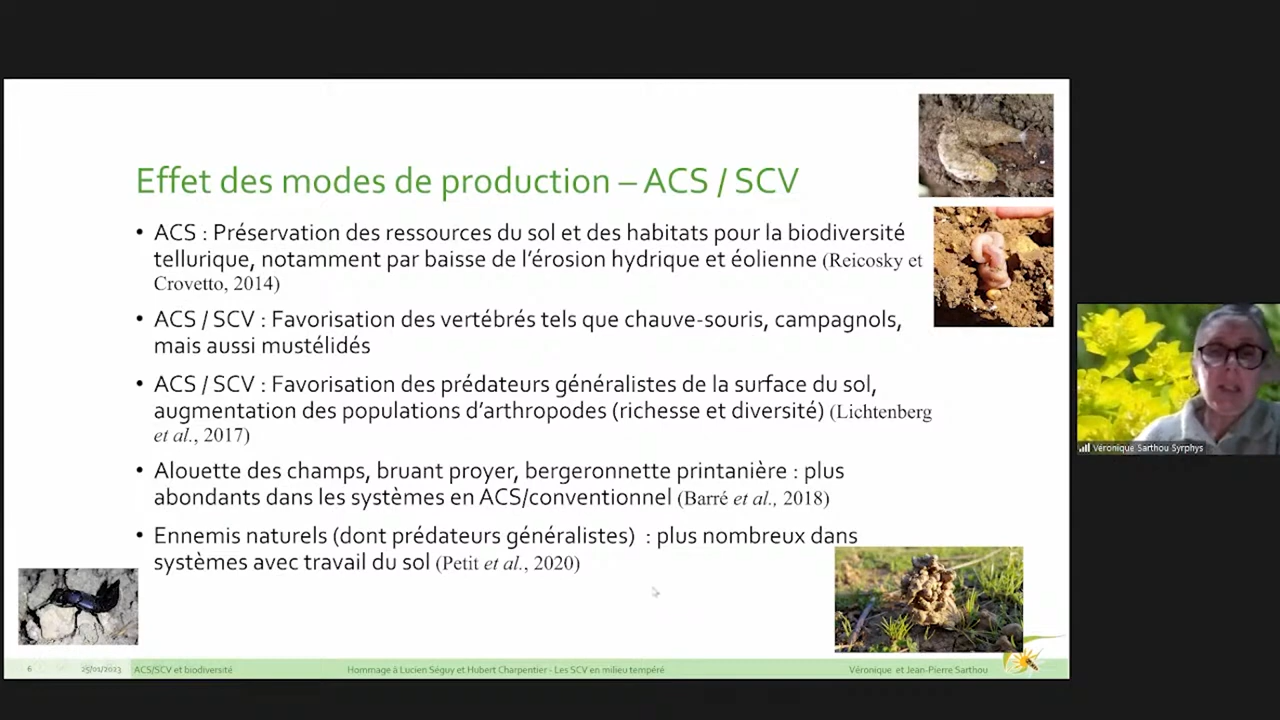 Effet des modes de production – ACS / SCV
• ACS : Préservation des ressources du sol et des habitats pour la biodiversité
tellurique, notamment par baisse de l'érosion hydrique et éolienne (Reicosky et
Crovetto, 2014)
• ACS / SCV : Favorisation des vertébrés tels que chauve-souris, campagnols,
mais aussi mustélidés
• ACS / SCV : Favorisation des prédateurs généralistes de la surface du sol,
augmentation des populations d'arthropodes (richesse et diversité) (Lichtenberg
et al., 2017)
• Alouette des champs, bruant proyer, bergeronnette printanière : plus
abondants dans les systèmes en ACS/conventionnel (Barré et al., 2018)
• Ennemis naturels (dont prédateurs généralistes)  : plus nombreux dans
systèmes avec travail du sol (Petit et al., 2020)
Véronique Sarthou Syrphys
6 25/01/2023 ACS/SCV et biodiversité Hommage à Lucien Séguy et Hubert Charpentier - Les SCV en milieu tempéré Véronique et Jean-Pierre Sarthou